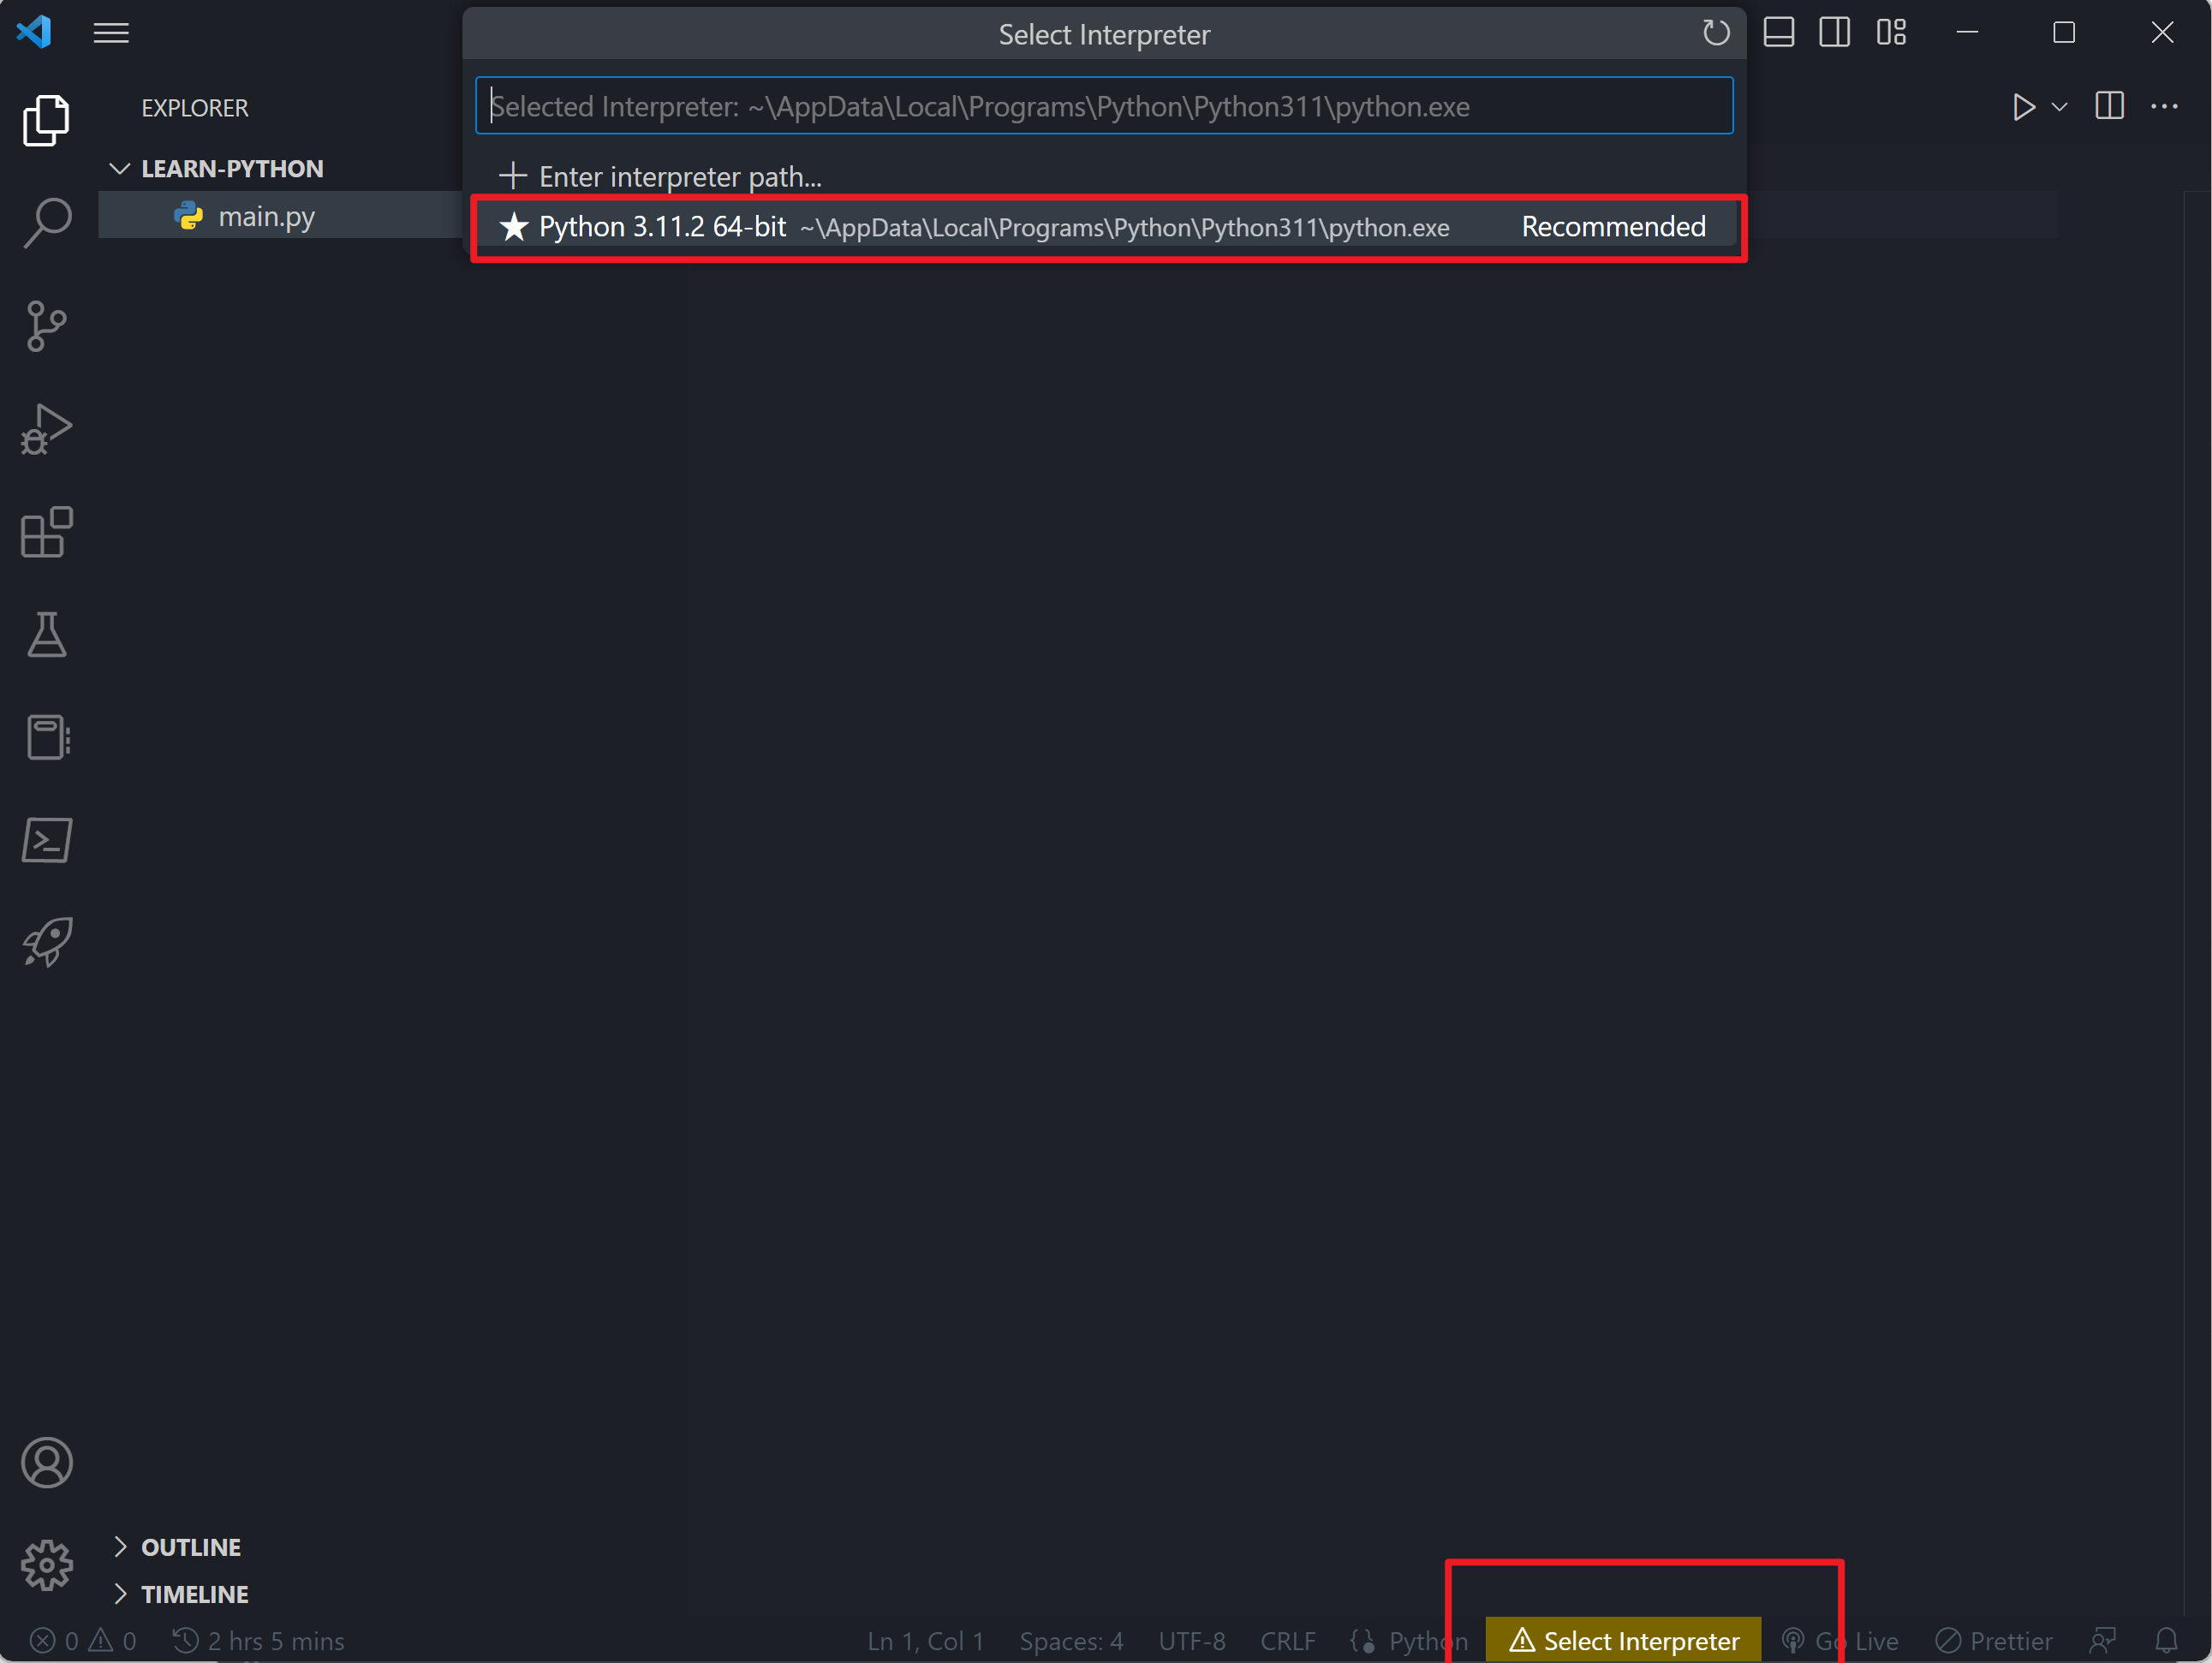 Select Interpreter
EXPLORER
Selected Interpreter: ~\AppData\Local\Programs\Python\Python311\python.exe
LEARN-PYTHON
Enter interpreter path...
main.py
Python 3.11.2 64-bit ~\AppData\Local\Programs\Python\Python311\python.exe Recommended
OUTLINE
TIMELINE
0 0 2 hrs 5 mins Ln 1, Col 1 Spaces: 4 UTF-8 CRLF Python Select Interpreter Go Live Prettier